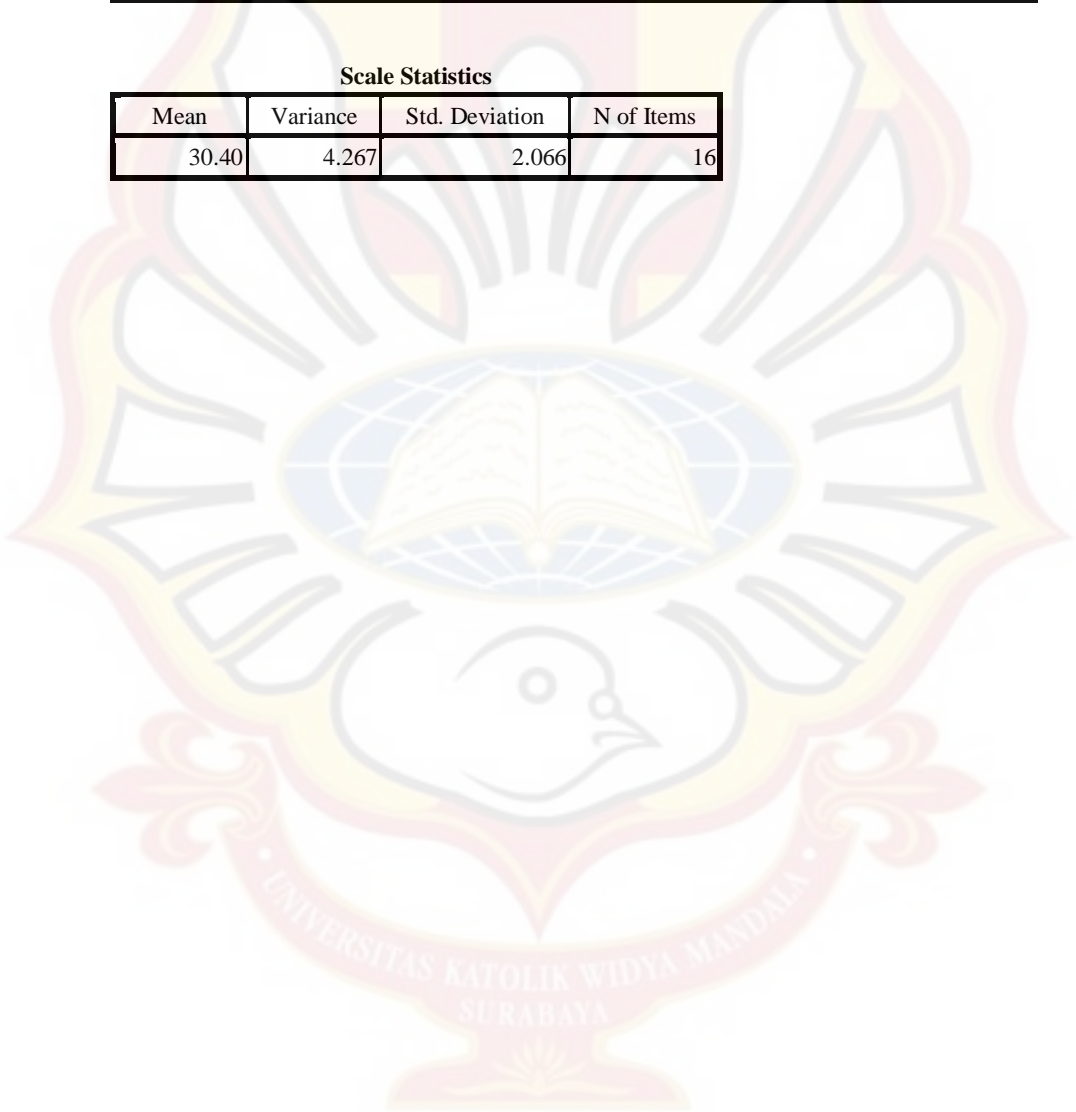 Scale Statistics
Mean Variance Std. Deviation N of Items
30.40 4.267 2.066 16
UNIVERSITAS KATOLIK WIDYA MANDALA
SURABAYA